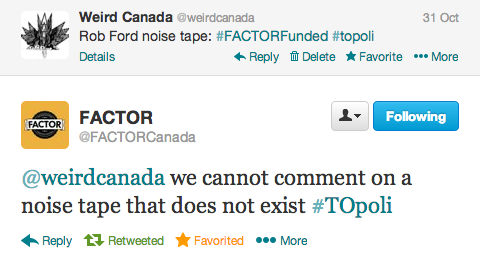 Weird Canada @weirdcanada 31 Oct
Rob Ford noise tape: #FACTORFunded #topoli
Details Reply Delete Favorite More
FACTOR
FACTOR Following
@FACTORCanada
@weirdcanada we cannot comment on a
noise tape that does not exist #TOpoli
Reply Retweeted Favorited More